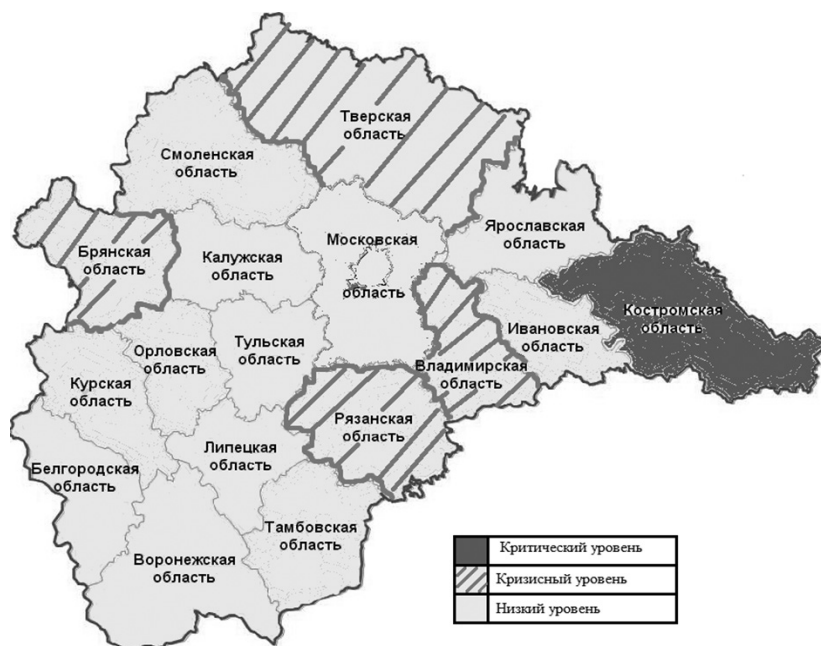 Тверская
область
Смоленская
область
Ярославская
область
Московская
область
Брянская
область
Калужская
область
Костромская
область
Ивановская
область
Владимирская
область
Тульская
область
Орловская
область
Курская
область
Рязанская
область
Липецкая
область
Белгородская
область
Тамбовская
область
Воронежская
область
Критический уровень
Кризисный уровень
Низкий уровень